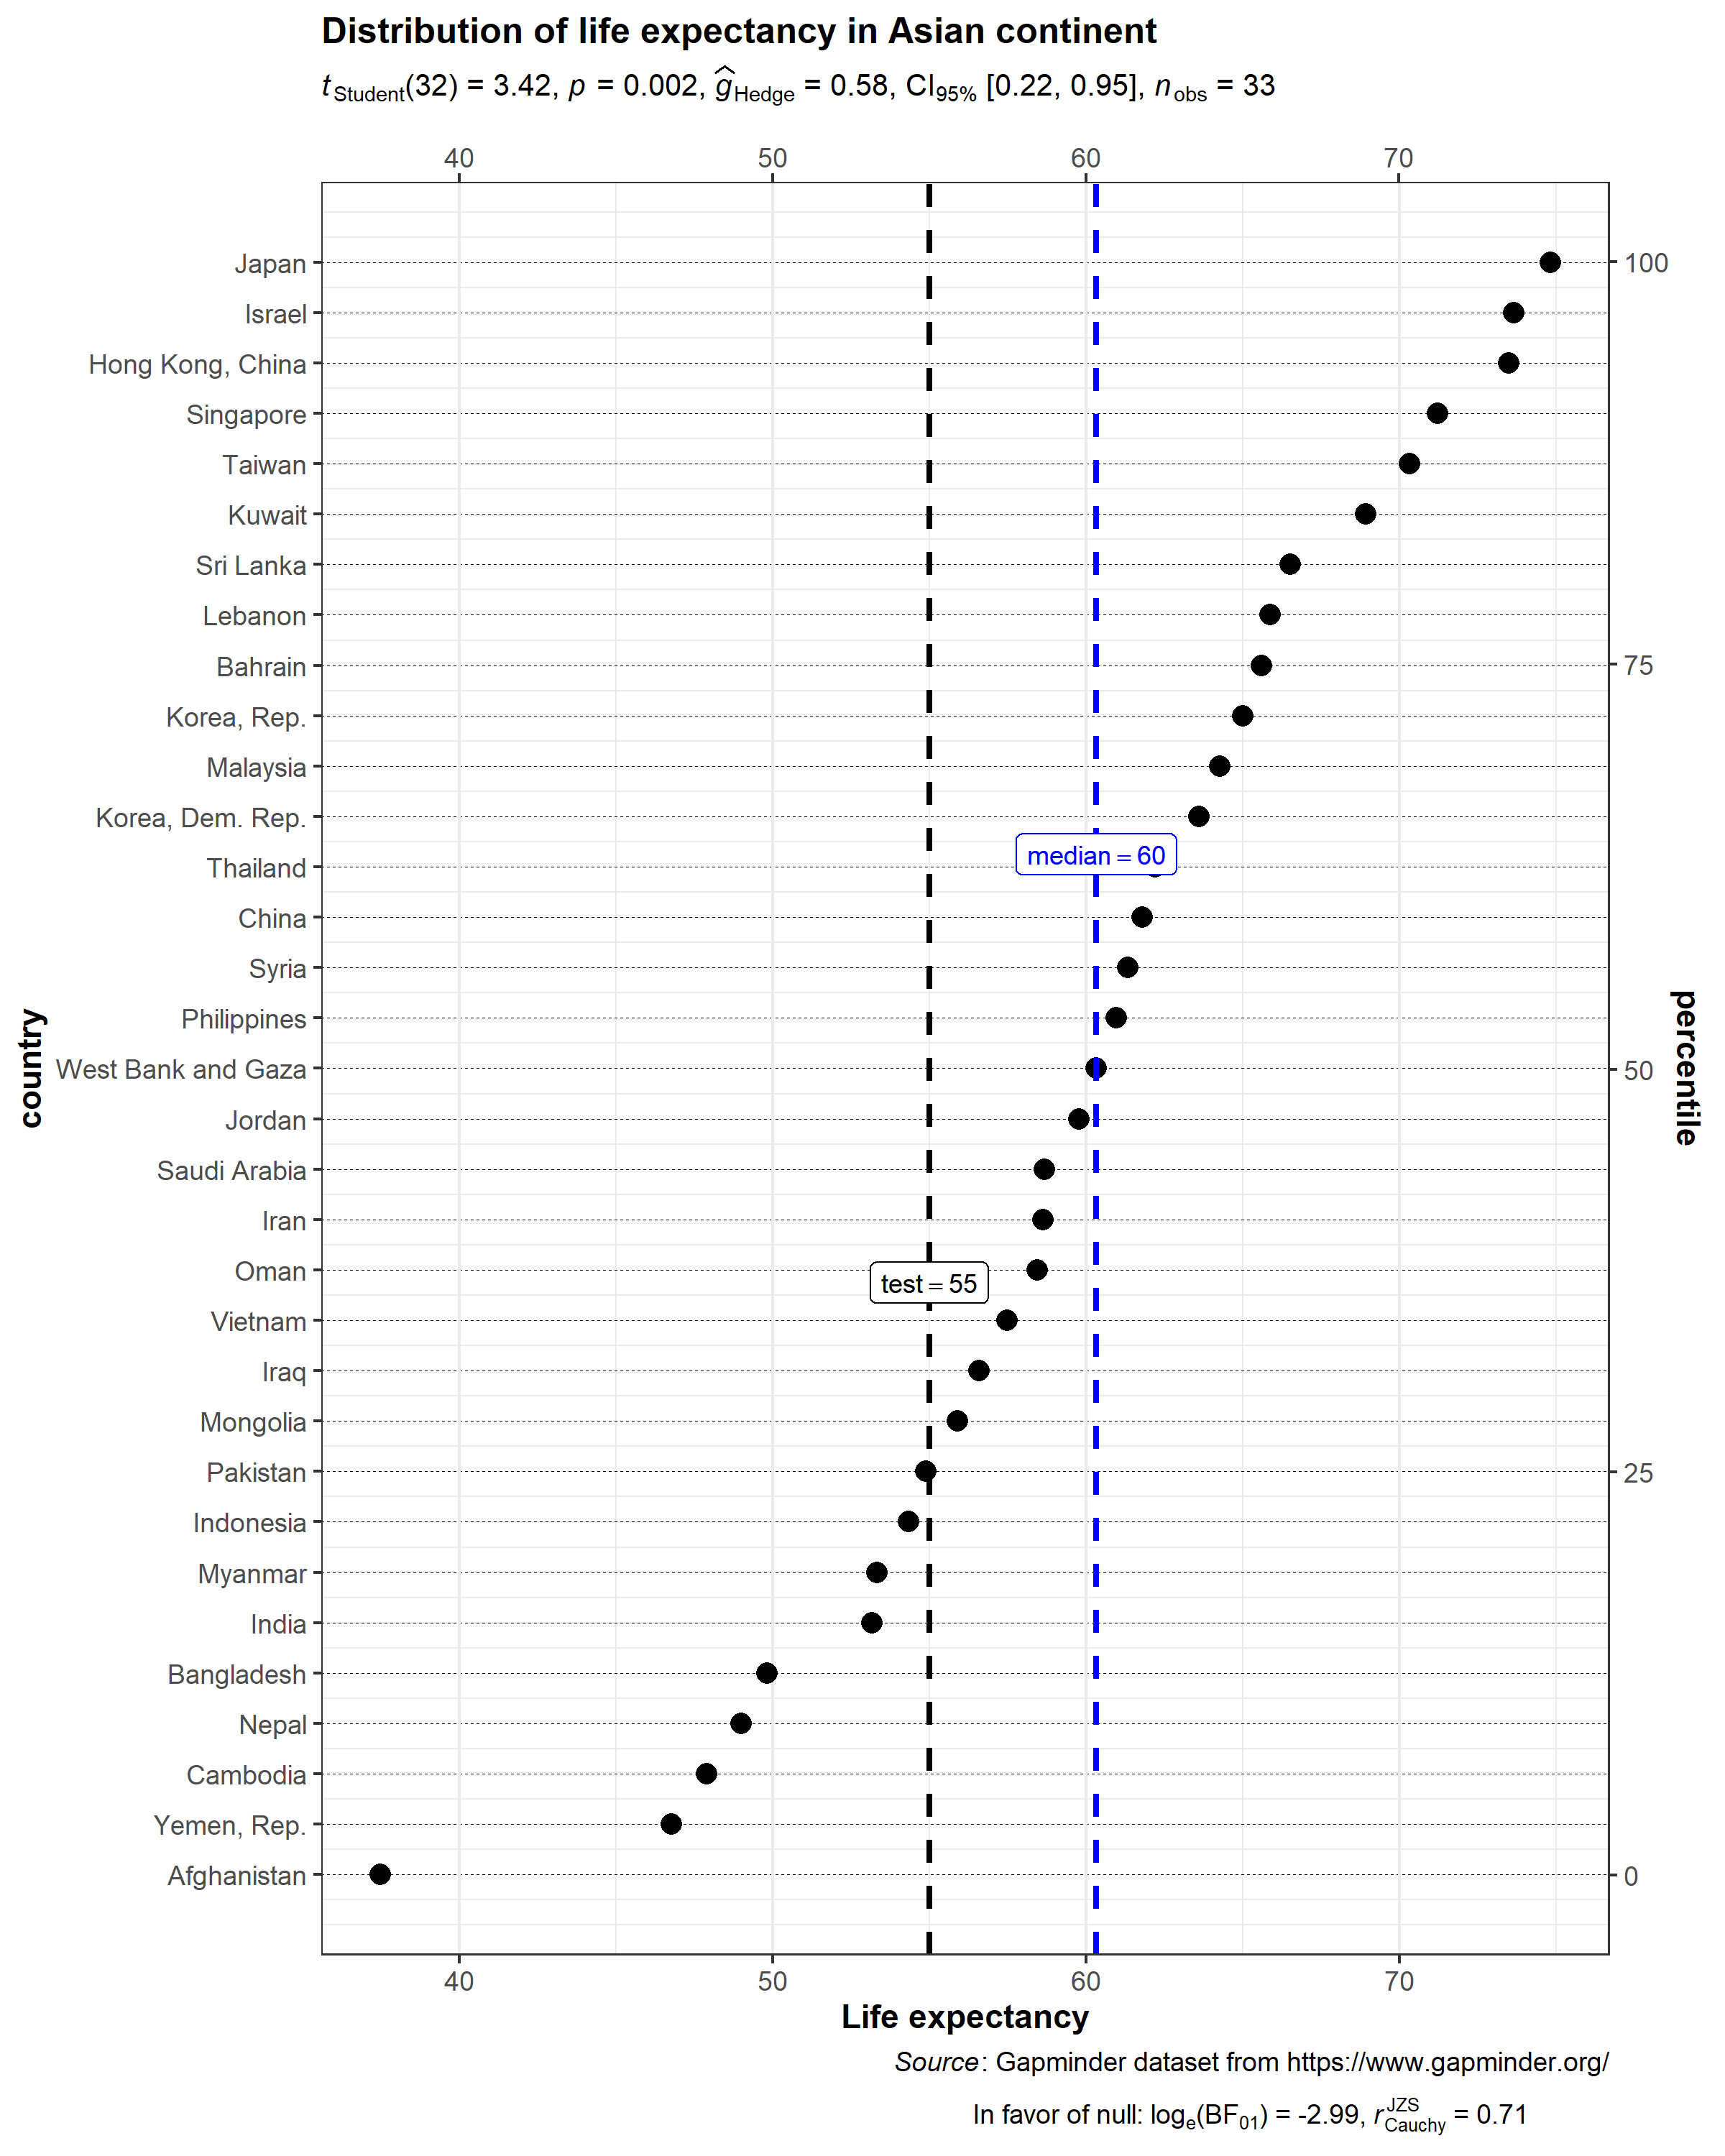 Distribution of life expectancy in Asian continent
t Student(32) = 3.42, p = 0.002, ĝ Hedge = 0.58, CI95% [0.22, 0.95], n obs = 33
40 50 60 70
Japan
100
Israel
Hong Kong, China
Singapore
Taiwan
Kuwait
Sri Lanka
Lebanon
Bahrain
75
Korea, Rep.
Malaysia
Korea, Dem. Rep.
median = 60
Thailand
China
Syria
Philippines
country
West Bank and Gaza
50
percentile
Jordan
Saudi Arabia
Iran
Oman
test = 55
Vietnam
Iraq
Mongolia
Pakistan
25
Indonesia
Myanmar
India
Bangladesh
Nepal
Cambodia
Yemen, Rep.
Afghanistan
0
40 50 60 70
Life expectancy
Source: Gapminder dataset from https://www.gapminder.org/
In favor of null: loge(BF01) = -2.99, r JZS Cauchy = 0.71